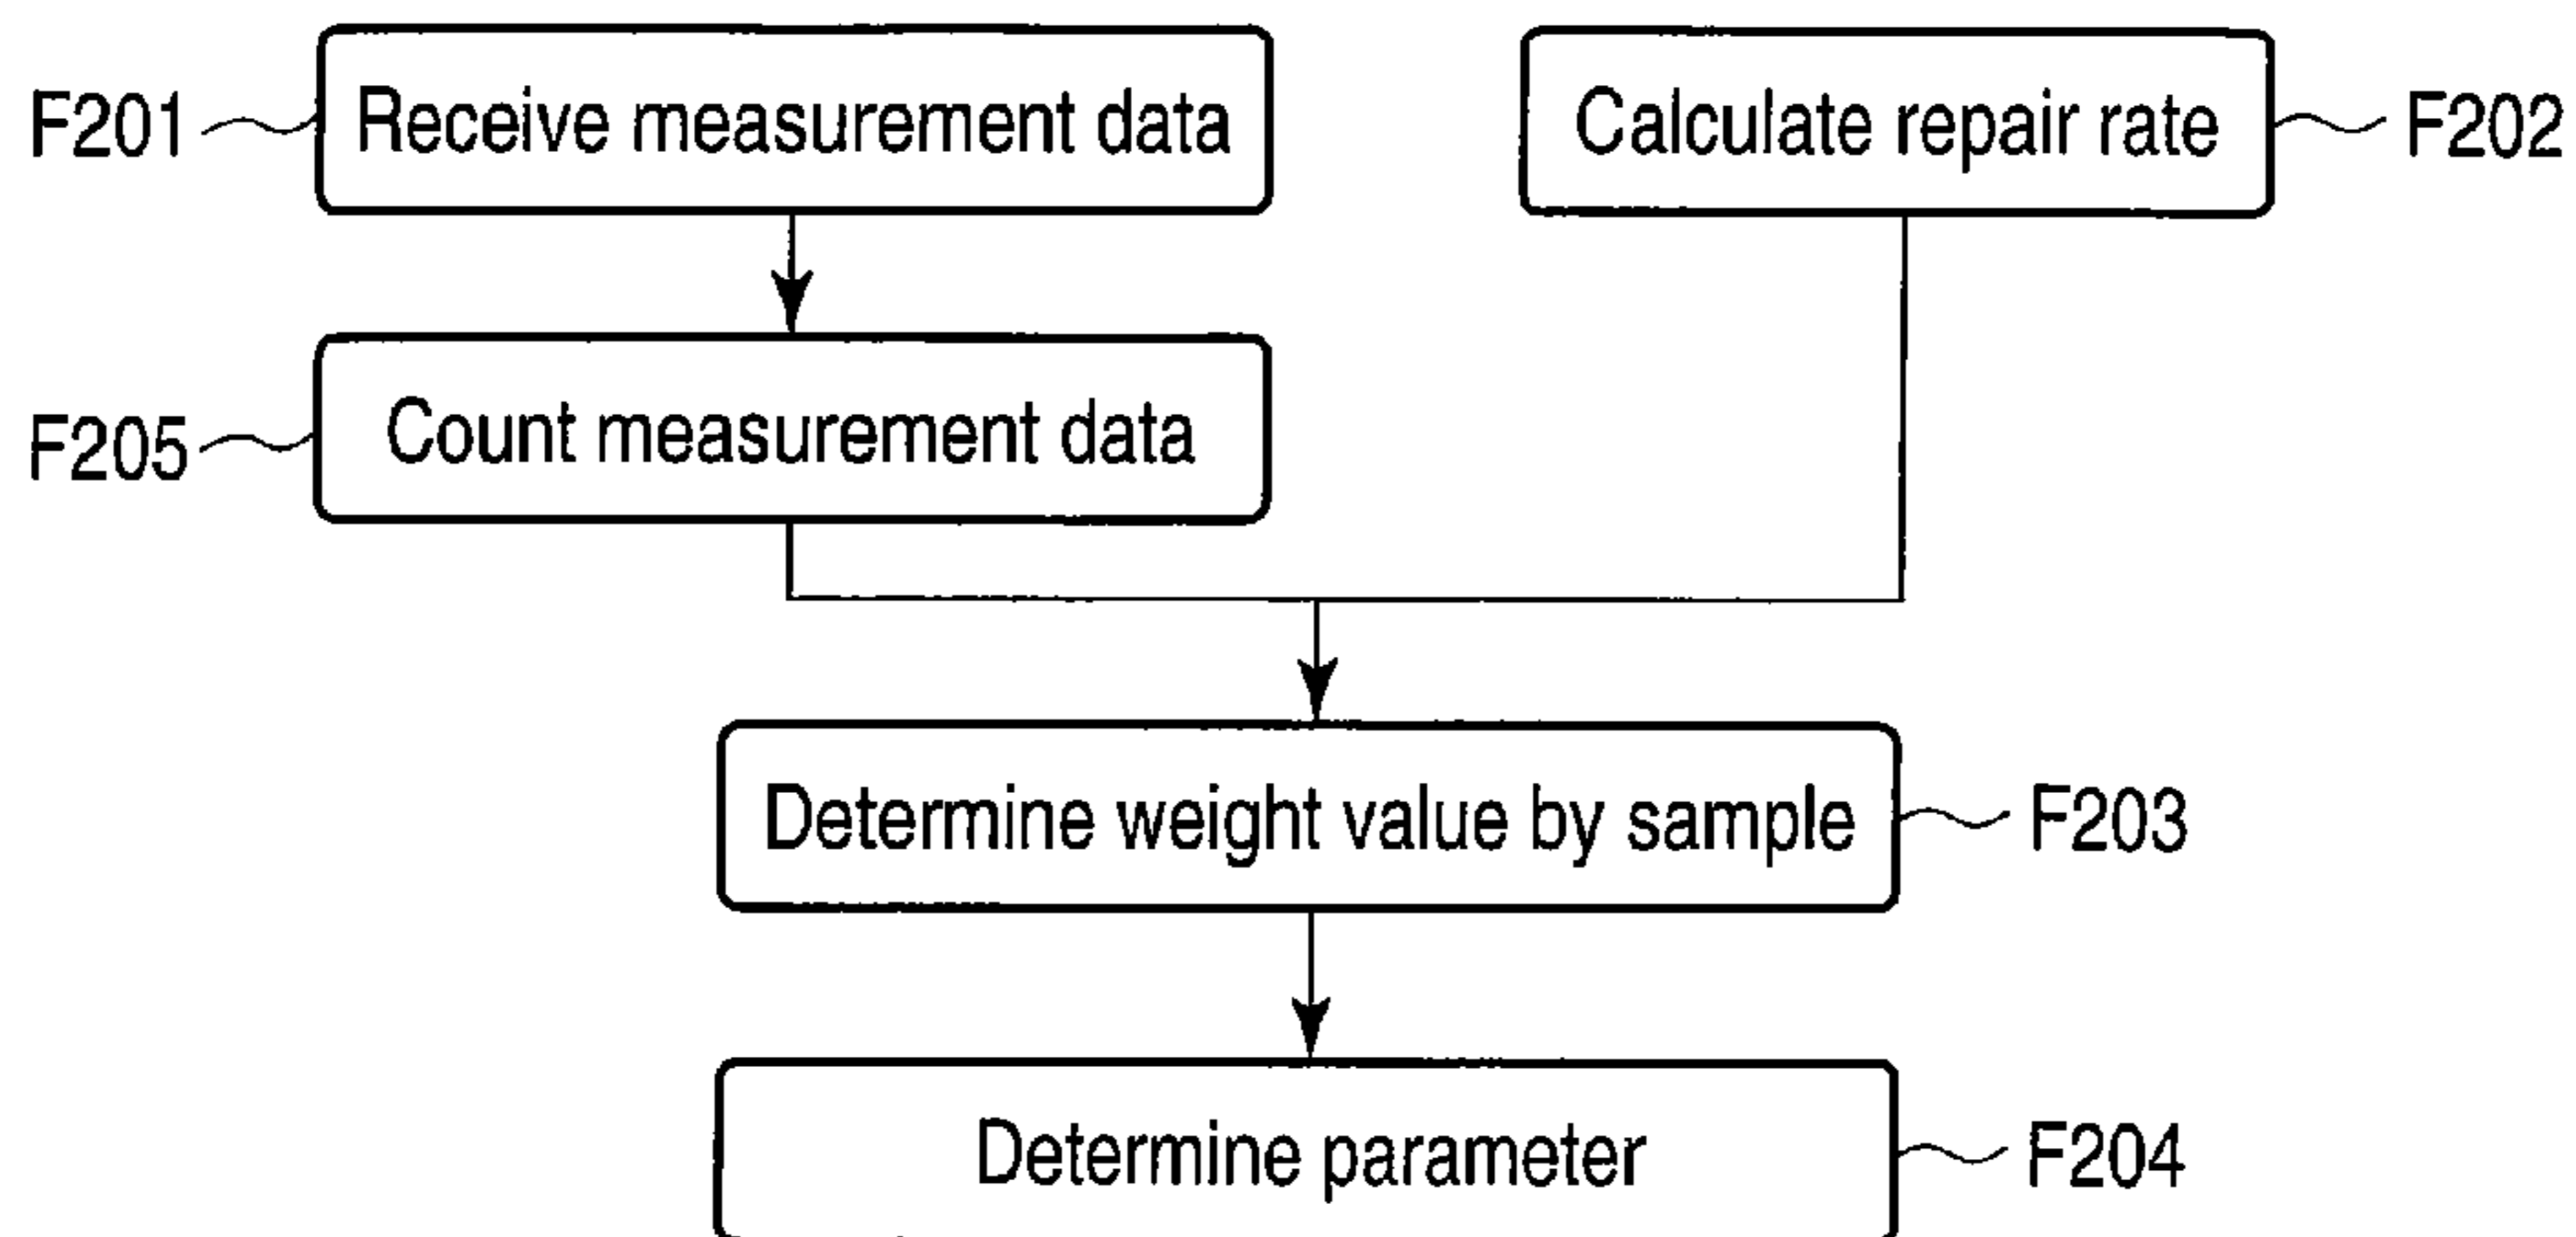 F201 Receive measurement data Calculate repair rate F202
F205 Count measurement data
Determine weight value by sample F203
Determine parameter F204